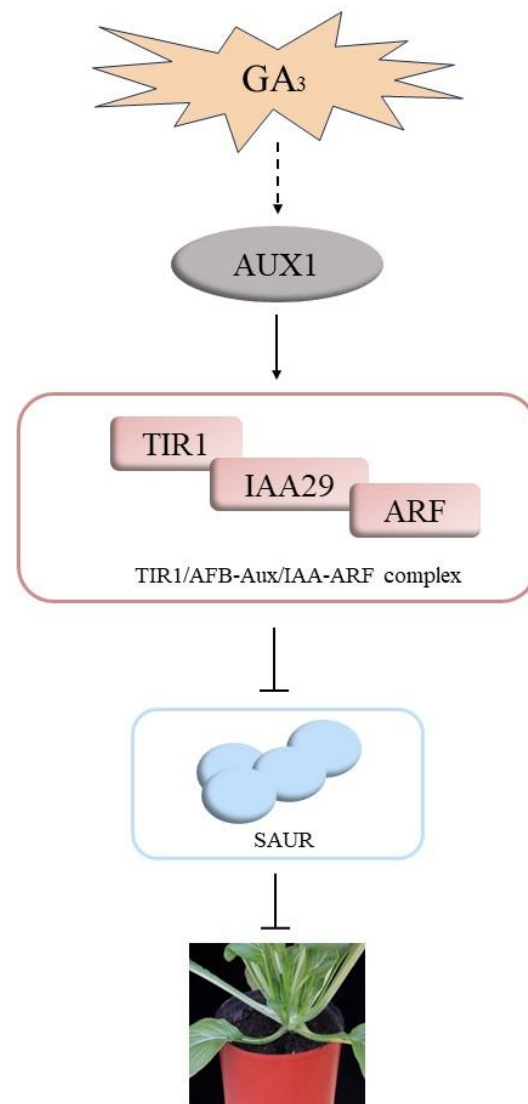 GA₃
AUX1
TIR1
IAA29
ARF
TIR1/AFB-Aux/IAA-ARF complex
SAUR